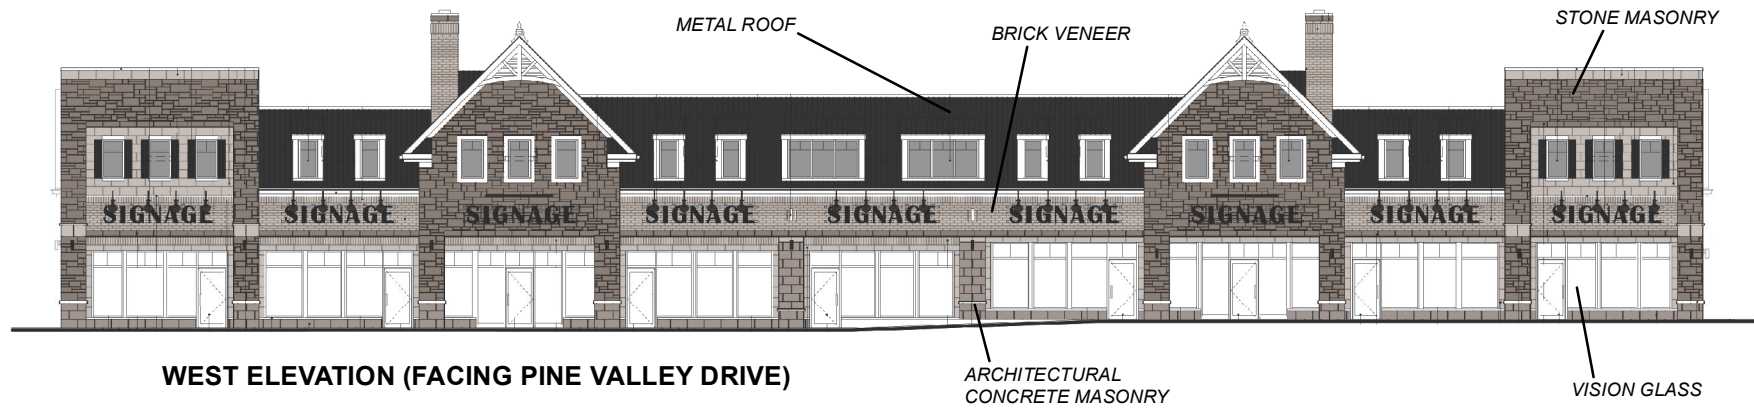 METAL ROOF
BRICK VENEER
STONE MASONRY
SIGNAGE SIGNAGE SIGNAGE SIGNAGE SIGNAGE SIGNAGE SIGNAGE SIGNAGE SIGNAGE
WEST ELEVATION (FACING PINE VALLEY DRIVE)
ARCHITECTURAL
CONCRETE MASONRY
VISION GLASS